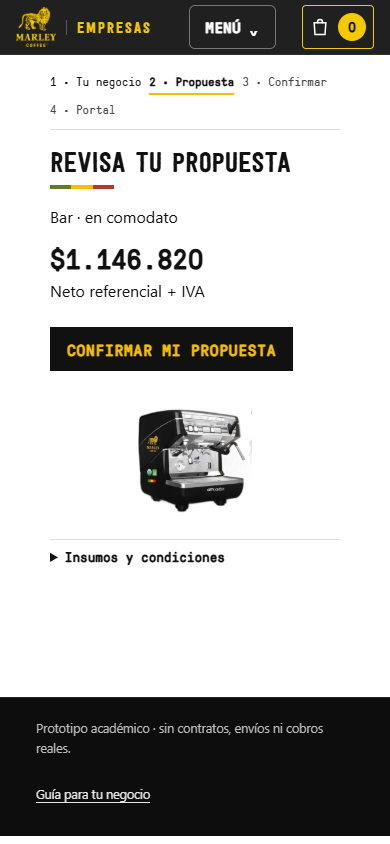 MARLEY
COFFEE
EMPRESAS
MENÚ
0
1 · Tu negocio 2 · Propuesta 3 · Confirmar
4 · Portal
REVISA TU PROPUESTA
Bar · en comodato
$1.146.820
Neto referencial + IVA
CONFIRMAR MI PROPUESTA
Insumos y condiciones
Prototipo académico · sin contratos, envíos ni cobros
reales.
Guía para tu negocio